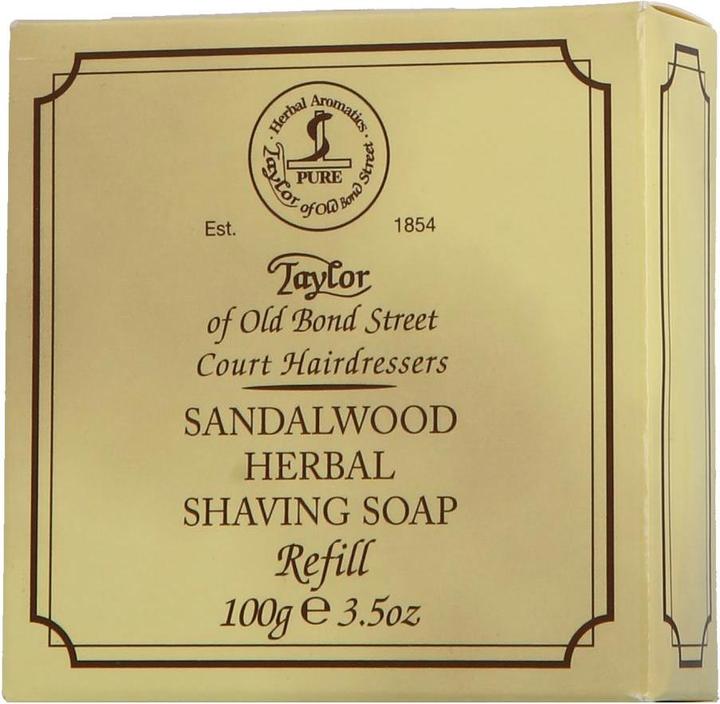 · Herbal Aromatics ·
PURE
Taylor of Old Bond Street
Est. 1854
Taylor
of Old Bond Street
Court Hairdressers
SANDALWOOD
HERBAL
SHAVING SOAP
Refill
100g e 3.5oz